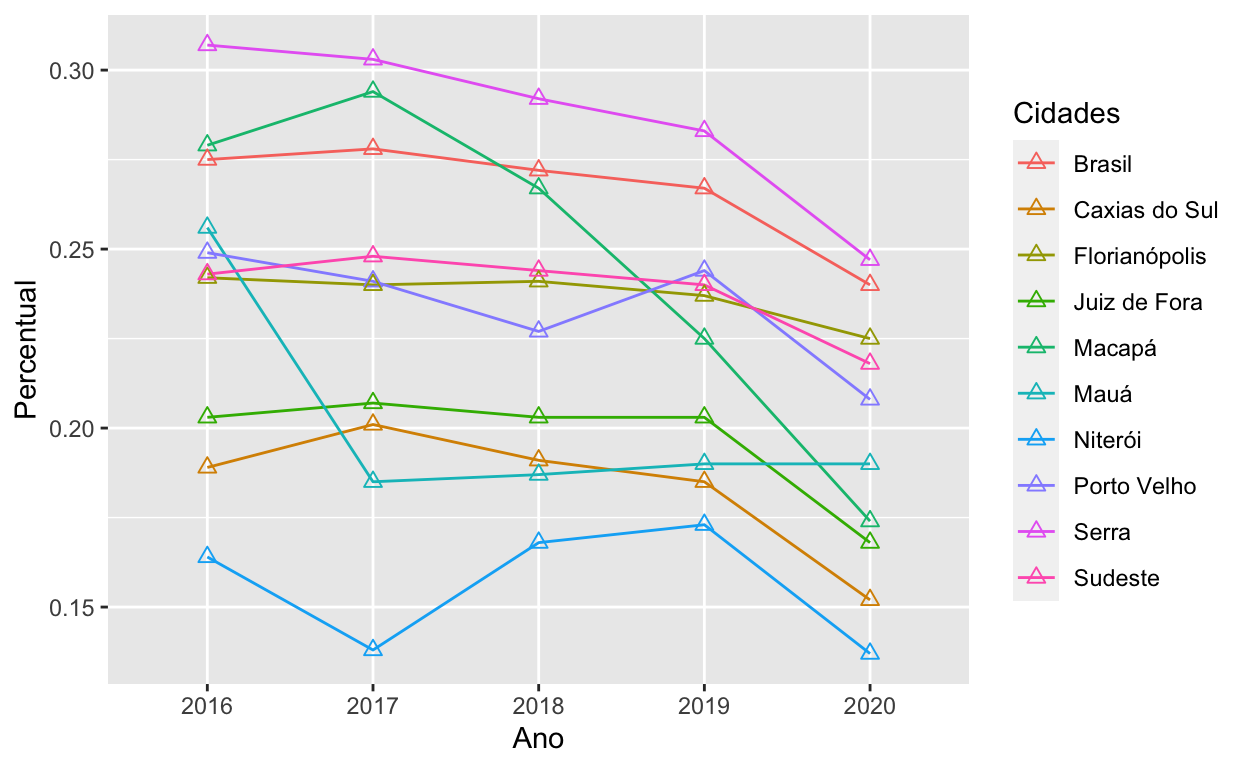 0.30
0.25
0.20
0.15
Percentual
2016 2017 2018 2019 2020
Ano
Cidades
Brasil
Caxias do Sul
Florianópolis
Juiz de Fora
Macapá
Mauá
Niterói
Porto Velho
Serra
Sudeste